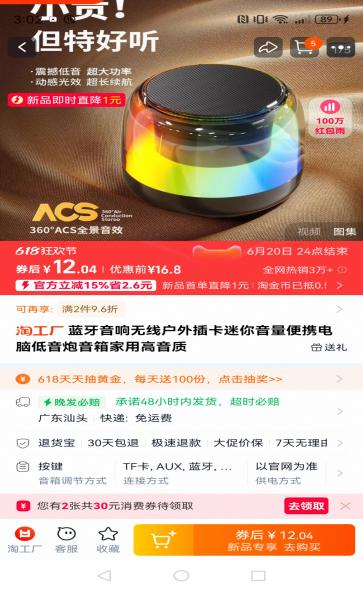 小贵！
3:02
89
但特好听
5
195
·震撼低音 超大功率
·动感光效 超长续航
新品即时直降1元
100万
红包雨
ACS
360°Air
Conduction
Stereo
360°ACS全景音效
视频 图集
618狂欢节
6月20日 24点结束
券后¥12.04 优惠前¥16.8
全网热销3万+
官方立减15%省2.6元
新品首单直降1元
淘金币已抵0.
可再享： 满2件9.6折
淘工厂 蓝牙音响无线户外插卡迷你音量便携电
脑低音炮音箱家用高音质
送礼
618天天抽黄金，每天送100份，点击抽奖>>
晚发必赔 承诺48小时内发货，超时必赔
广东汕头 快递：免运费
退货宝 30天包退 极速退款 大促价保 7天无理由
按键 TF卡, AUX, 蓝牙, ... 以官网为准
音箱调节方式 连接方式 供电方式
您有2张共30元消费券待领取
去领取
淘工厂
客服
收藏
券后¥12.04
新品专享 去购买